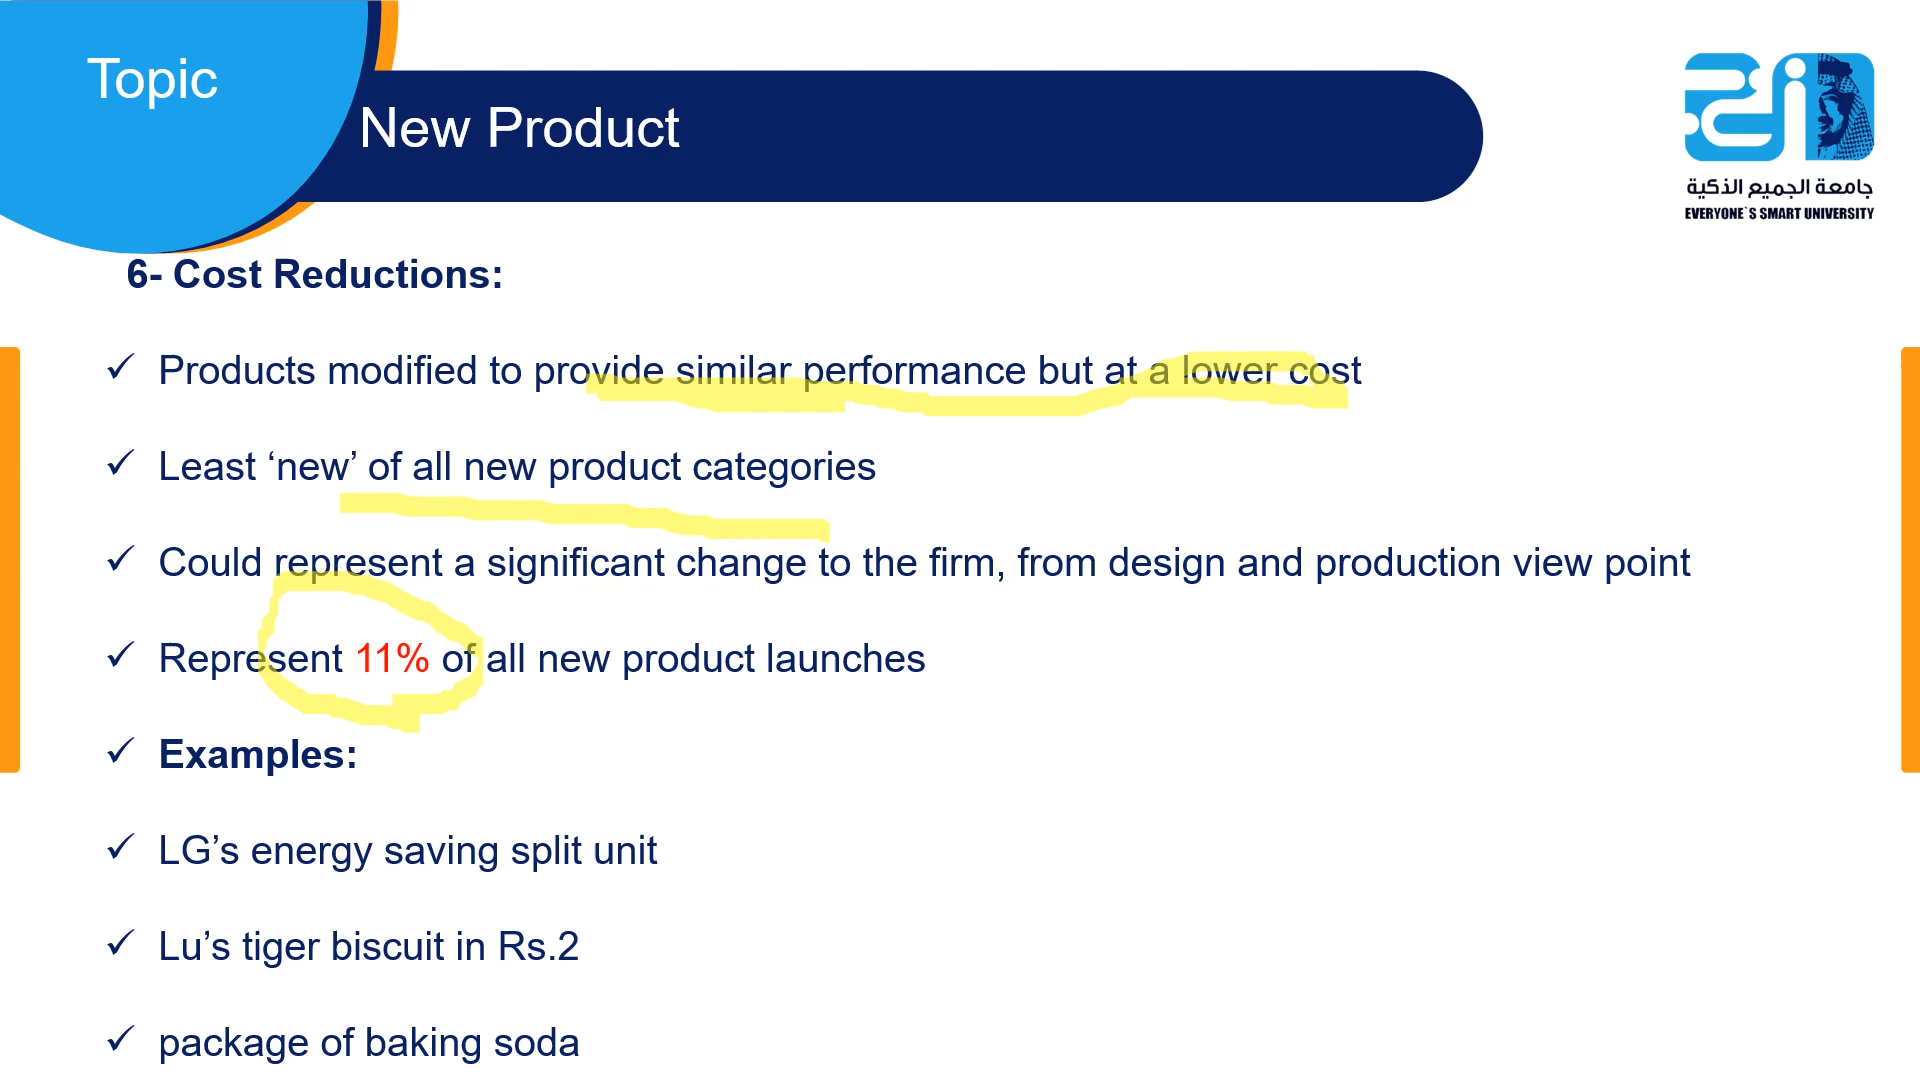 Topic
New Product
جامعة الجميع الذكية
EVERYONE`S SMART UNIVERSITY
6- Cost Reductions:
✓ Products modified to provide similar performance but at a lower cost
✓ Least ‘new’ of all new product categories
✓ Could represent a significant change to the firm, from design and production view point
✓ Represent 11% of all new product launches
✓ Examples:
✓ LG’s energy saving split unit
✓ Lu’s tiger biscuit in Rs.2
✓ package of baking soda